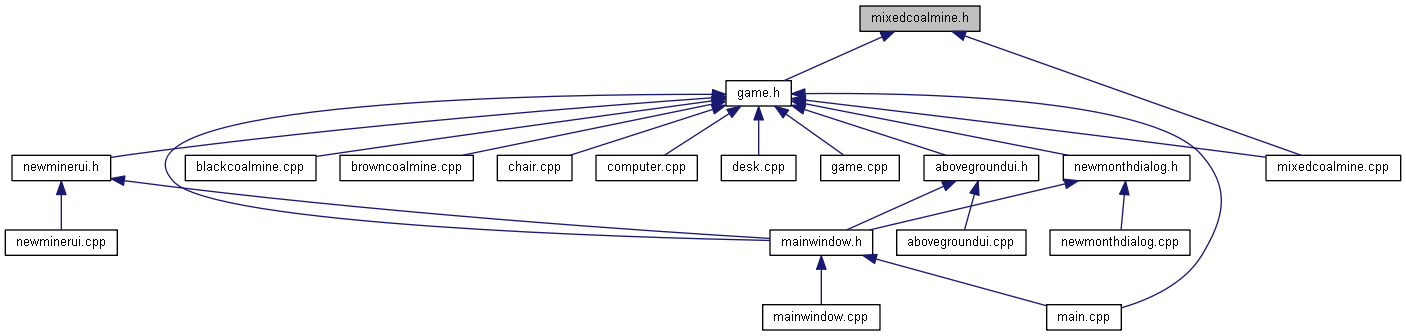 mixedcoalmine.h
game.h
newminerui.h
blackcoalmine.cpp
browncoalmine.cpp
chair.cpp
computer.cpp
desk.cpp
game.cpp
abovegroundui.h
newmonthdialog.h
mixedcoalmine.cpp
newminerui.cpp
mainwindow.h
abovegroundui.cpp
newmonthdialog.cpp
mainwindow.cpp
main.cpp